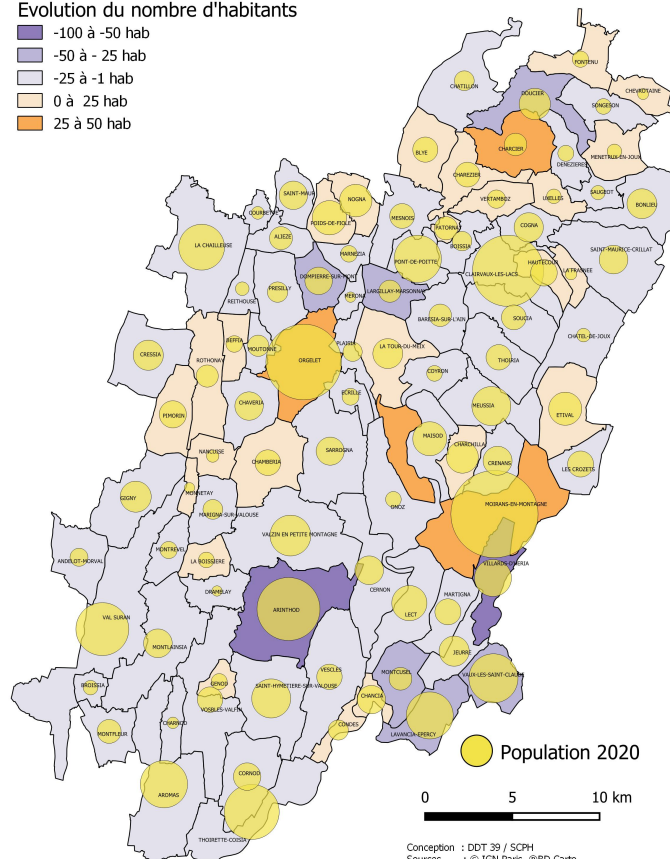 Evolution du nombre d'habitants
-100 à -50 hab
-50 à - 25 hab
-25 à -1 hab
0 à 25 hab
25 à 50 hab
FONTENU
CHATILLON
DOUCIER
CHEVROTAINE
SONGESON
CHARCIER
BLYE
DENEZIERES
MENETRUX-EN-JOUX
CHAREZIER
SAUGEOT
SAINT-MAUR
NOGNA
VERTAMBOZ
UXELLES
BONLIEU
COURBETTE
POIDS-DE-FIOLE
MESNOIS
PATORNAY
COGNA
ALIEZE
BOISSIA
LA CHAILLEUSE
MARNEZIA
PONT-DE-POITTE
HAUTECOUR
SAINT-MAURICE-CRILLAT
CLAIRVAUX-LES-LACS
LA FRASNEE
DOMPIERRE-SUR-MONT
REITHOUSE
PRESILLY
MERONA
LARGILLAY-MARSONNAY
BARESIA-SUR-L'AIN
SOUCIA
CHATEL-DE-JOUX
BEFFIA
MOUTONNE
PLAISIA
LA TOUR-DU-MEIX
CRESSIA
ROTHONAY
ORGELET
THOIRIA
COYRON
ECRILLE
CHAVERIA
MEUSSIA
PIMORIN
ETIVAL
MAISOD
CHARCHILLA
NANCUISE
CHAMBERIA
SARROGNA
CRENANS
LES CROZETS
MONNETAY
GIGNY
ONOZ
MOIRANS-EN-MONTAGNE
MARIGNA-SUR-VALOUSE
VALZIN EN PETITE MONTAGNE
MONTREVEL
ANDELOT-MORVAL
LA BOISSIERE
VILLARDS-D'HERIA
CERNON
DRAMELAY
MARTIGNA
ARINTHOD
LECT
VAL SURAN
MONTLAINSIA
JEURRE
VESCLES
MONTCUSEL
VAUX-LES-SAINT-CLAUDE
BROISSIA
GENOD
SAINT-HYMETIERE-SUR-VALOUSE
CHANCIA
VOSBLES-VALFIN
CHARNOD
CONDES
MONTFLEUR
LAVANCIA-EPERCY
Population 2020
CORNOD
AROMAS
0 5 10 km
THOIRETTE-COISIA
Conception : DDT 39 / SCPH
Sources : © IGN Paris, @BD Carto